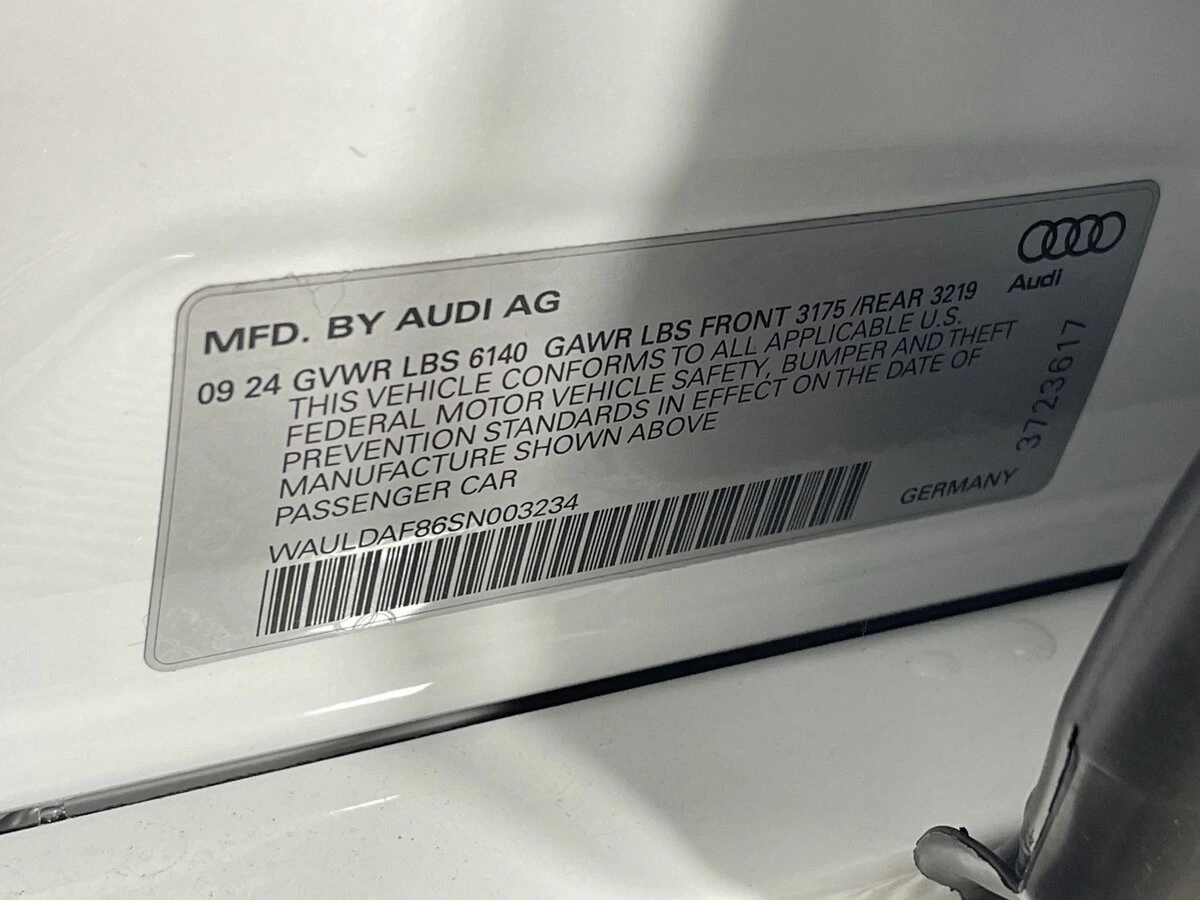 MFD. BY AUDI AG
Audi
09 24 GVWR LBS 6140 GAWR LBS FRONT 3175 /REAR 3219
THIS VEHICLE CONFORMS TO ALL APPLICABLE U.S.
FEDERAL MOTOR VEHICLE SAFETY, BUMPER AND THEFT
PREVENTION STANDARDS IN EFFECT ON THE DATE OF
MANUFACTURE SHOWN ABOVE
PASSENGER CAR
WAULDAF86SN003234
GERMANY
37223617